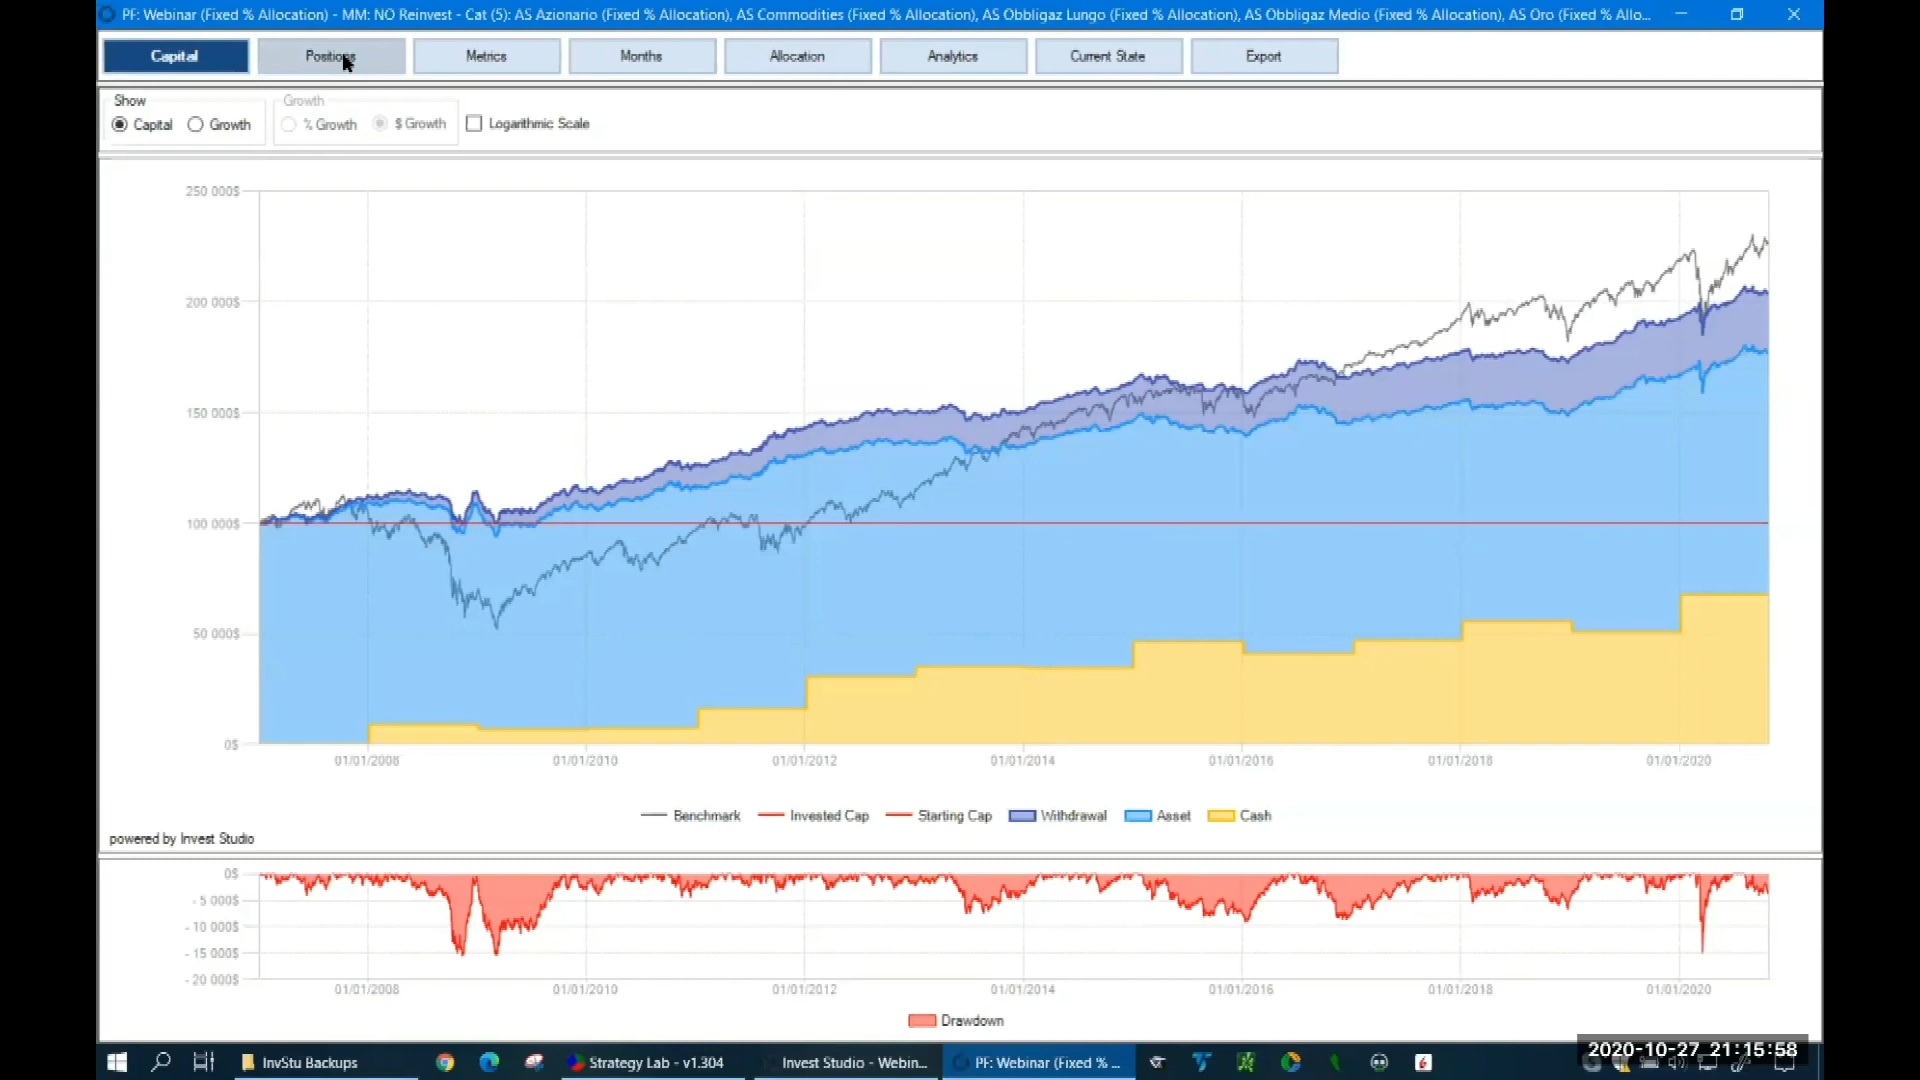 PF: Webinar (Fixed % Allocation) - MM: NO Reinvest - Cat (5): AS Azionario (Fixed % Allocation), AS Commodities (Fixed % Allocation), AS Obbligaz Lungo (Fixed % Allocation), AS Obbligaz Medio (Fixed % Allocation), AS Oro (Fixed % Allo...
Capital Positions Metrics Months Allocation Analytics Current State Export
Show Growth
Capital Growth % Growth $ Growth Logarithmic Scale
250 000$
200 000$
150 000$
100 000$
50 000$
0$
01/01/2008 01/01/2010 01/01/2012 01/01/2014 01/01/2016 01/01/2018 01/01/2020
Benchmark Invested Cap Starting Cap Withdrawal Asset Cash
powered by Invest Studio
0$
- 5 000$
- 10 000$
- 15 000$
- 20 000$
01/01/2008 01/01/2010 01/01/2012 01/01/2014 01/01/2016 01/01/2018 01/01/2020
Drawdown
InvStu Backups Strategy Lab - v1.304 Invest Studio - Webin... PF: Webinar (Fixed % ...
2020-10-27 21:15:58